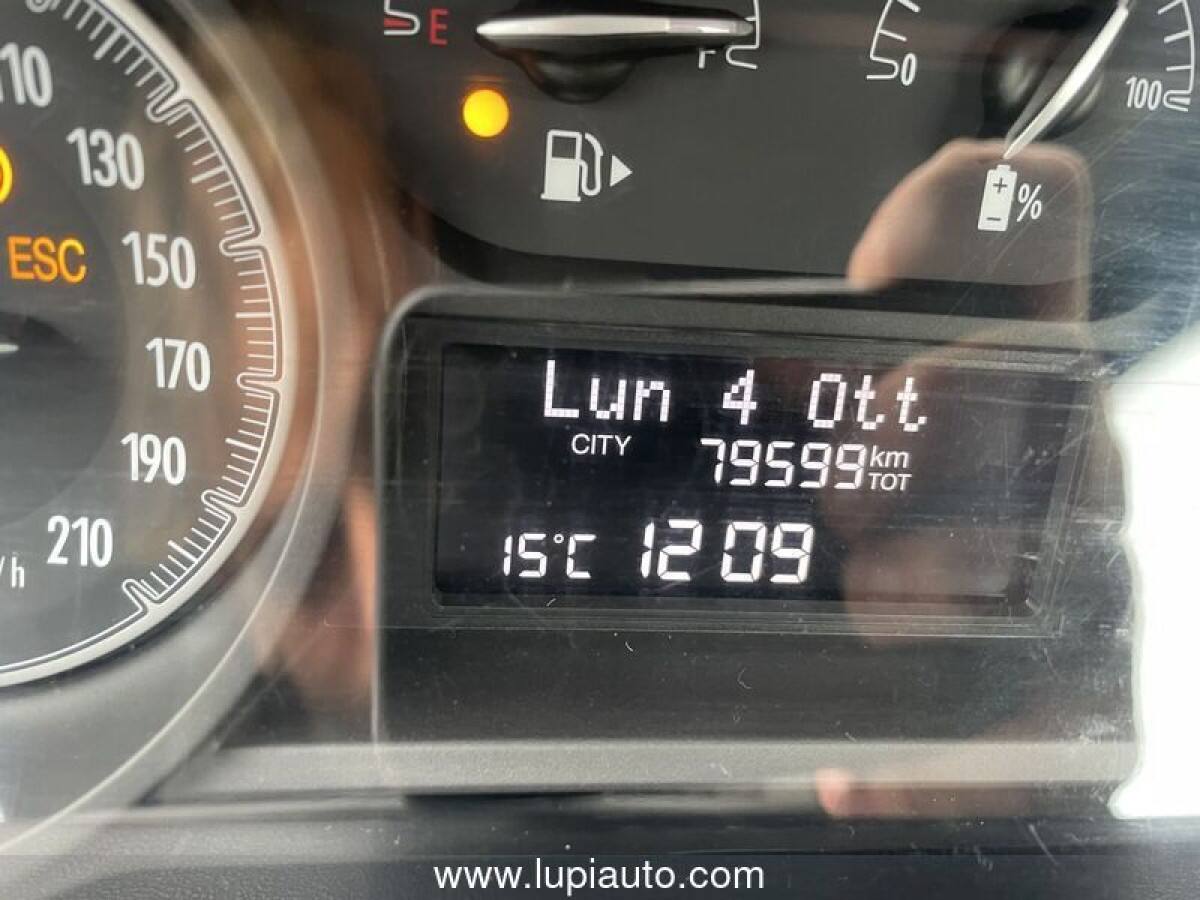 E
F
0
100
%
110
130
ESC
150
170
190
210
/h
Lun 4 Ott
CITY
79599 km
TOT
15°C 12 09
www.lupiauto.com